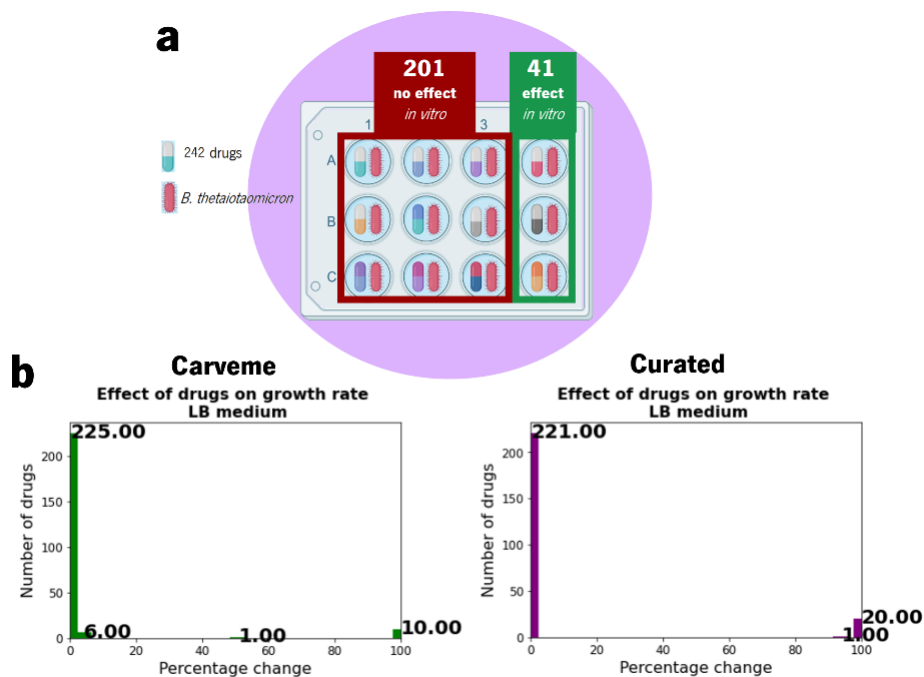 a
201
no effect
in vitro
41
effect
in vitro
1
3
A
B
C
242 drugs
B. thetaiotaomicron
b
Carveme
Effect of drugs on growth rate
LB medium
Number of drugs
200
150
100
50
0
225.00
6.00
1.00
10.00
0 20 40 60 80 100
Percentage change
Curated
Effect of drugs on growth rate
LB medium
Number of drugs
200
150
100
50
0
221.00
20.00
1.00
0 20 40 60 80 100
Percentage change